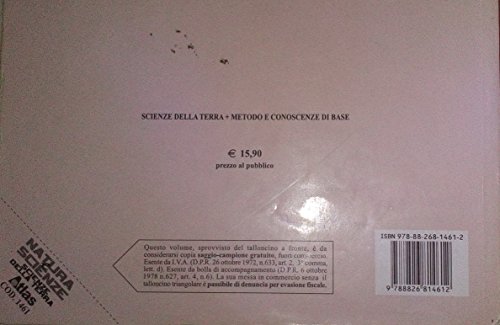 SCIENZE DELLA TERRA + METODO E CONOSCENZE DI BASE
€ 15,90
prezzo al pubblico
ISBN 978-88-268-1461-2
9 788826 814612
Questo volume, sprovvisto del talloncino a fronte, è da
considerarsi copia saggio-campione gratuito, fuori commercio.
Esente da I.V.A. (D.P.R. 26 ottobre 1972, n.633, art. 2, 3° comma,
lett. d). Esente da bolla di accompagnamento (D.P.R. 6 ottobre
1978 n.627, art. 4, n.6). La sua messa in commercio senza il
talloncino triangolare è passibile di denuncia per evasione fiscale.
NATURA
SCIENZE
Atlas
COD. 1461